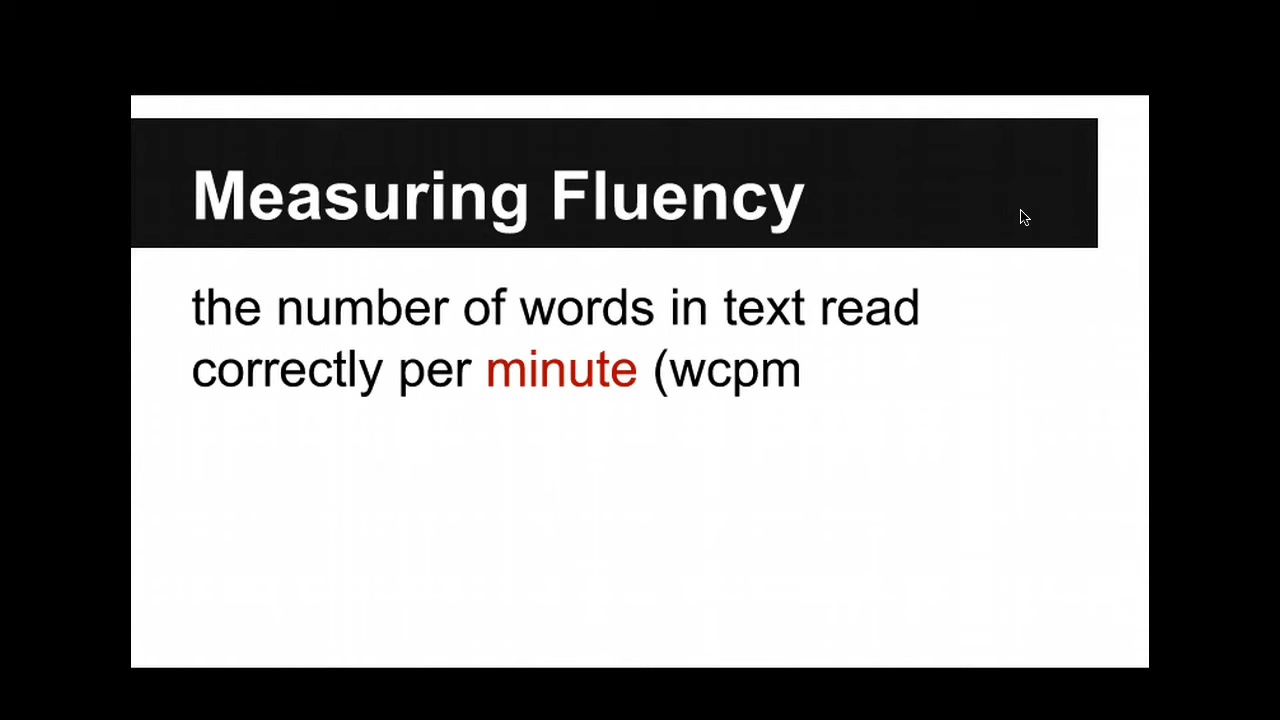 Measuring Fluency
the number of words in text read
correctly per minute (wcpm